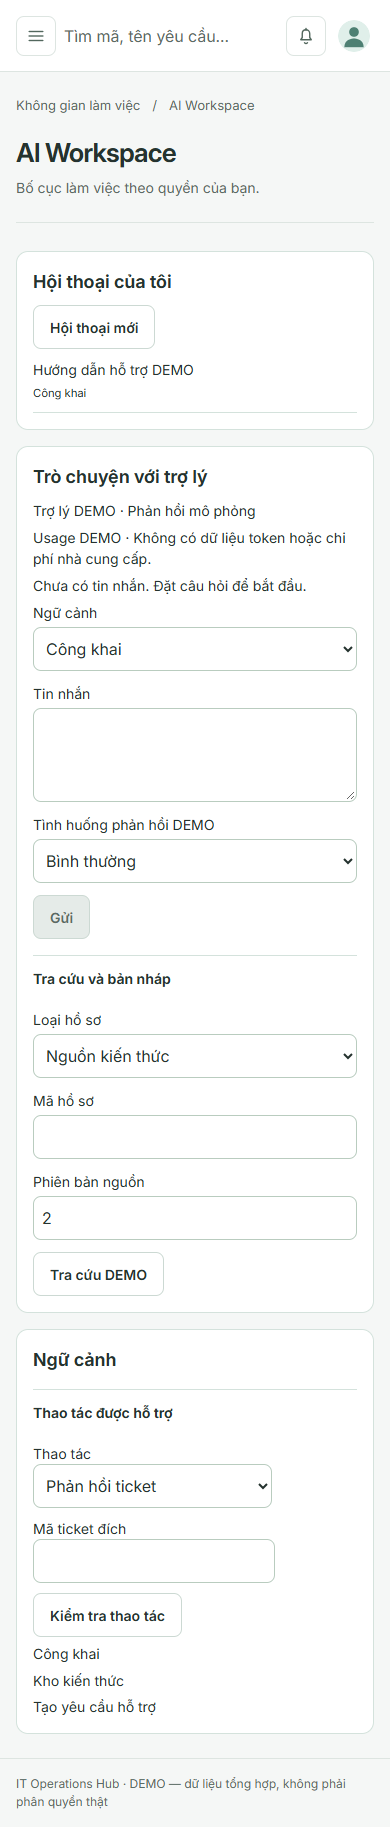 Tìm mã, tên yêu cầu...
Không gian làm việc / AI Workspace
AI Workspace
Bố cục làm việc theo quyền của bạn.
Hội thoại của tôi
Hội thoại mới
Hướng dẫn hỗ trợ DEMO
Công khai
Trò chuyện với trợ lý
Trợ lý DEMO · Phản hồi mô phỏng
Usage DEMO · Không có dữ liệu token hoặc chi
phí nhà cung cấp.
Chưa có tin nhắn. Đặt câu hỏi để bắt đầu.
Ngữ cảnh
Công khai
Tin nhắn
Tình huống phản hồi DEMO
Bình thường
Gửi
Tra cứu và bản nháp
Loại hồ sơ
Nguồn kiến thức
Mã hồ sơ
Phiên bản nguồn
2
Tra cứu DEMO
Ngữ cảnh
Thao tác được hỗ trợ
Thao tác
Phản hồi ticket
Mã ticket đích
Kiểm tra thao tác
Công khai
Kho kiến thức
Tạo yêu cầu hỗ trợ
IT Operations Hub · DEMO — dữ liệu tổng hợp, không phải
phân quyền thật